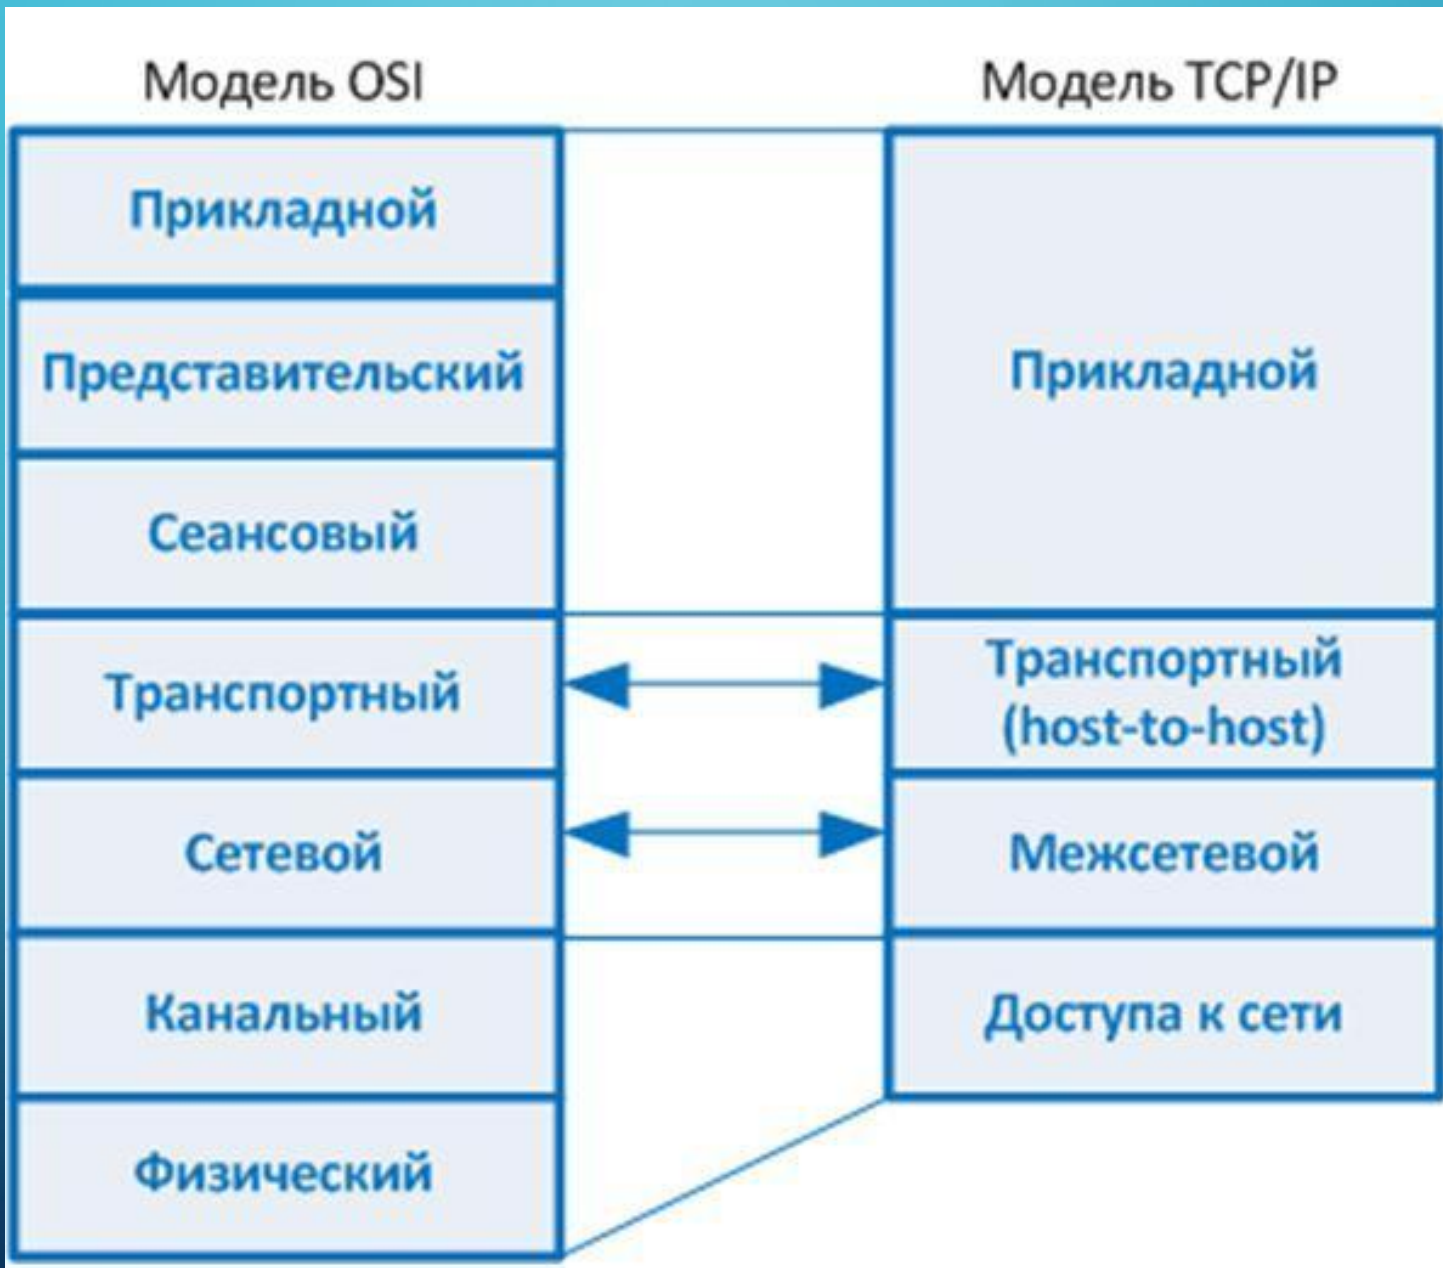 Модель OSI
Прикладной
Представительский
Сеансовый
Транспортный
Сетевой
Канальный
Физический
Модель TCP/IP
Прикладной
Транспортный
(host-to-host)
Межсетевой
Доступа к сети